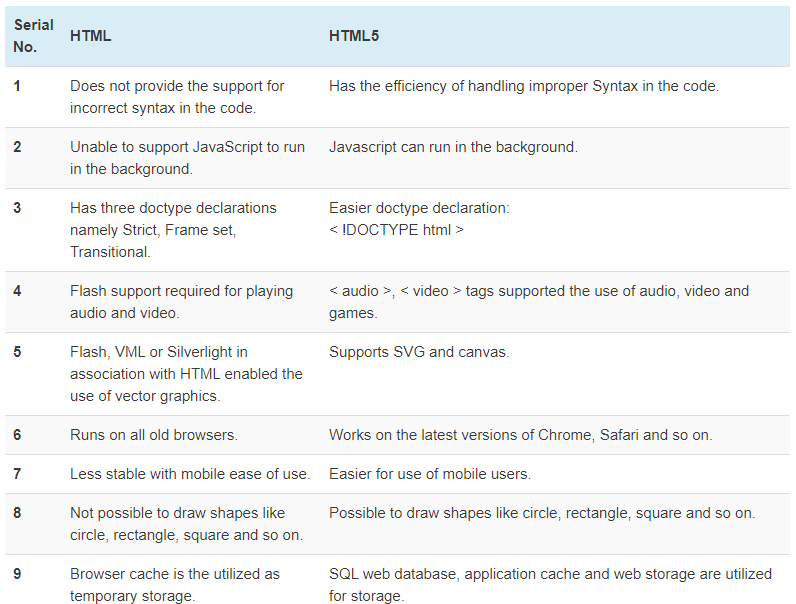 Serial No. HTML HTML5
1 Does not provide the support for Has the efficiency of handling improper Syntax in the code.
incorrect syntax in the code.
2 Unable to support JavaScript to run Javascript can run in the background.
in the background.
3 Has three doctype declarations Easier doctype declaration:
namely Strict, Frame set, < !DOCTYPE html >
Transitional.
4 Flash support required for playing < audio >, < video > tags supported the use of audio, video and
audio and video. games.
5 Flash, VML or Silverlight in Supports SVG and canvas.
association with HTML enabled the
use of vector graphics.
6 Runs on all old browsers. Works on the latest versions of Chrome, Safari and so on.
7 Less stable with mobile ease of use. Easier for use of mobile users.
8 Not possible to draw shapes like Possible to draw shapes like circle, rectangle, square and so on.
circle, rectangle, square and so on.
9 Browser cache is the utilized as SQL web database, application cache and web storage are utilized
temporary storage. for storage.